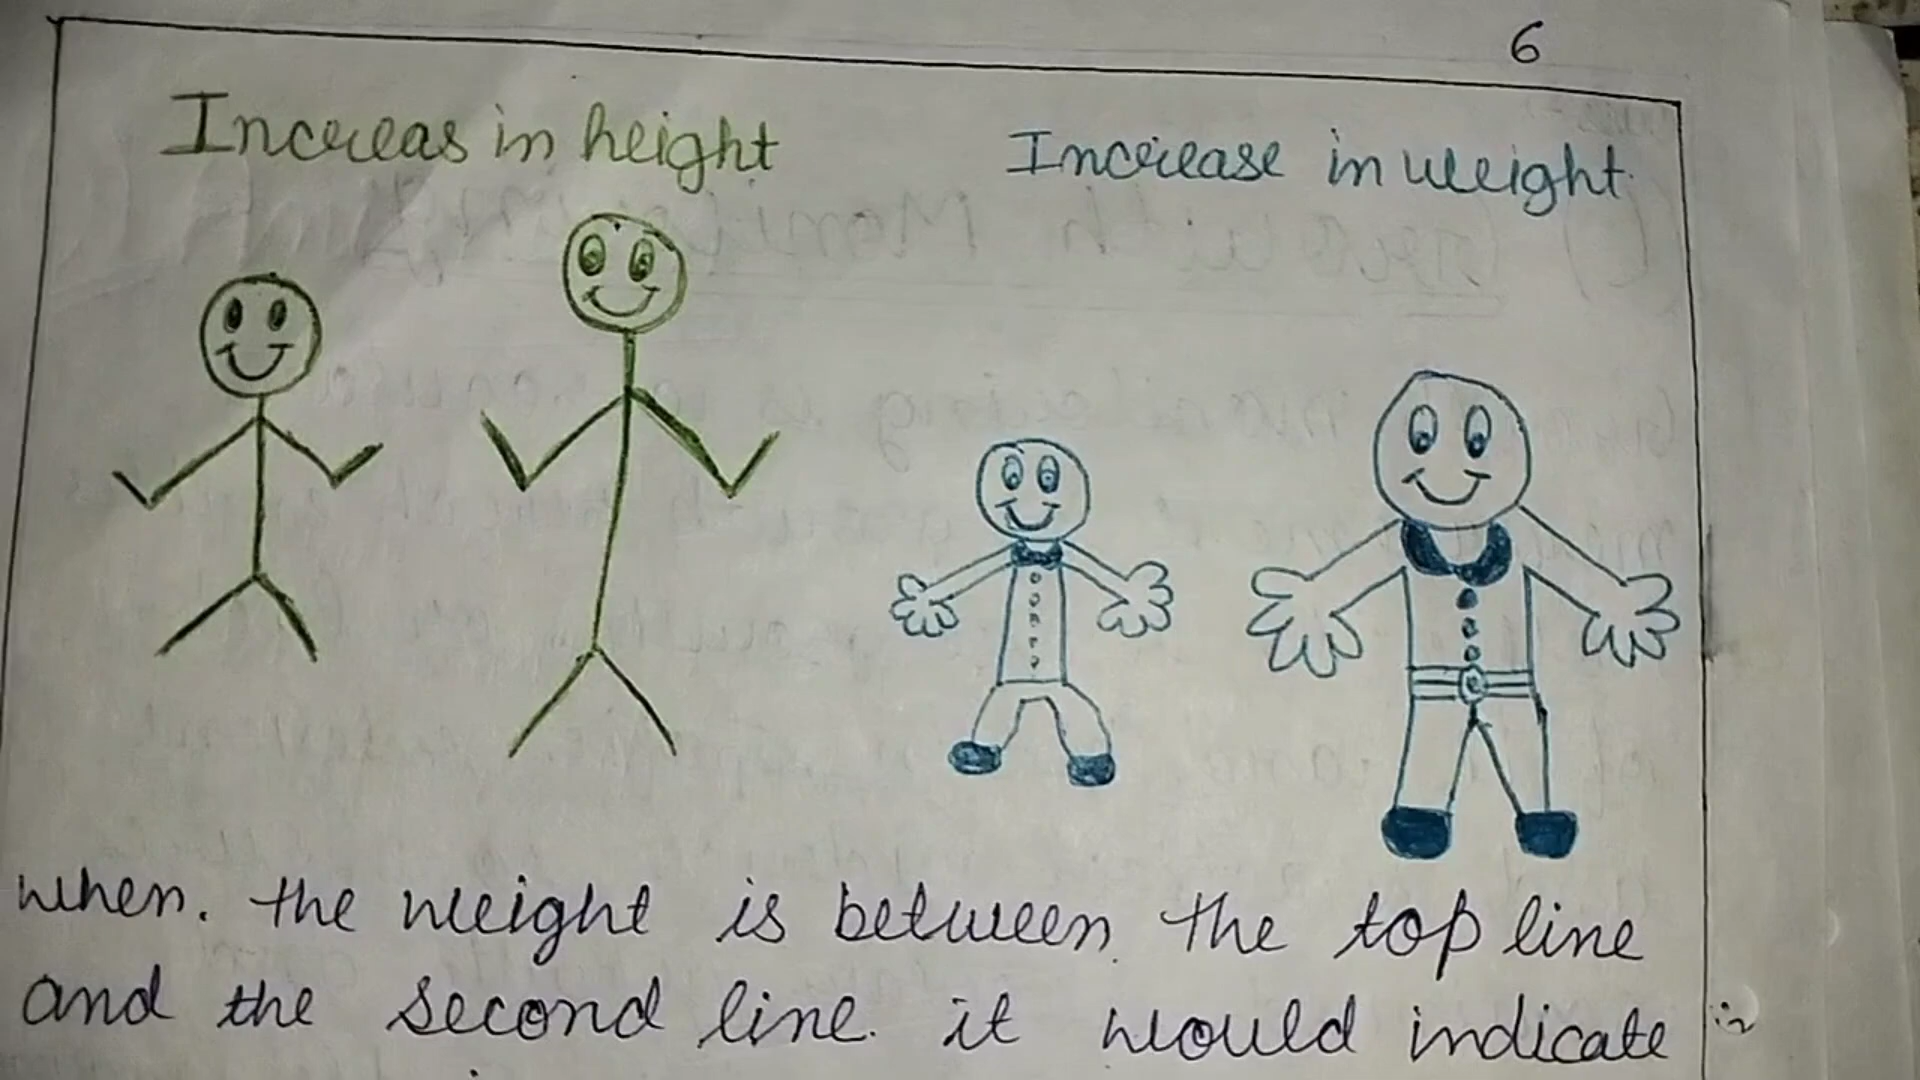 6
Increas in height
Increase in weight.
when. the weight is between the top line
and the second line. it would indicate